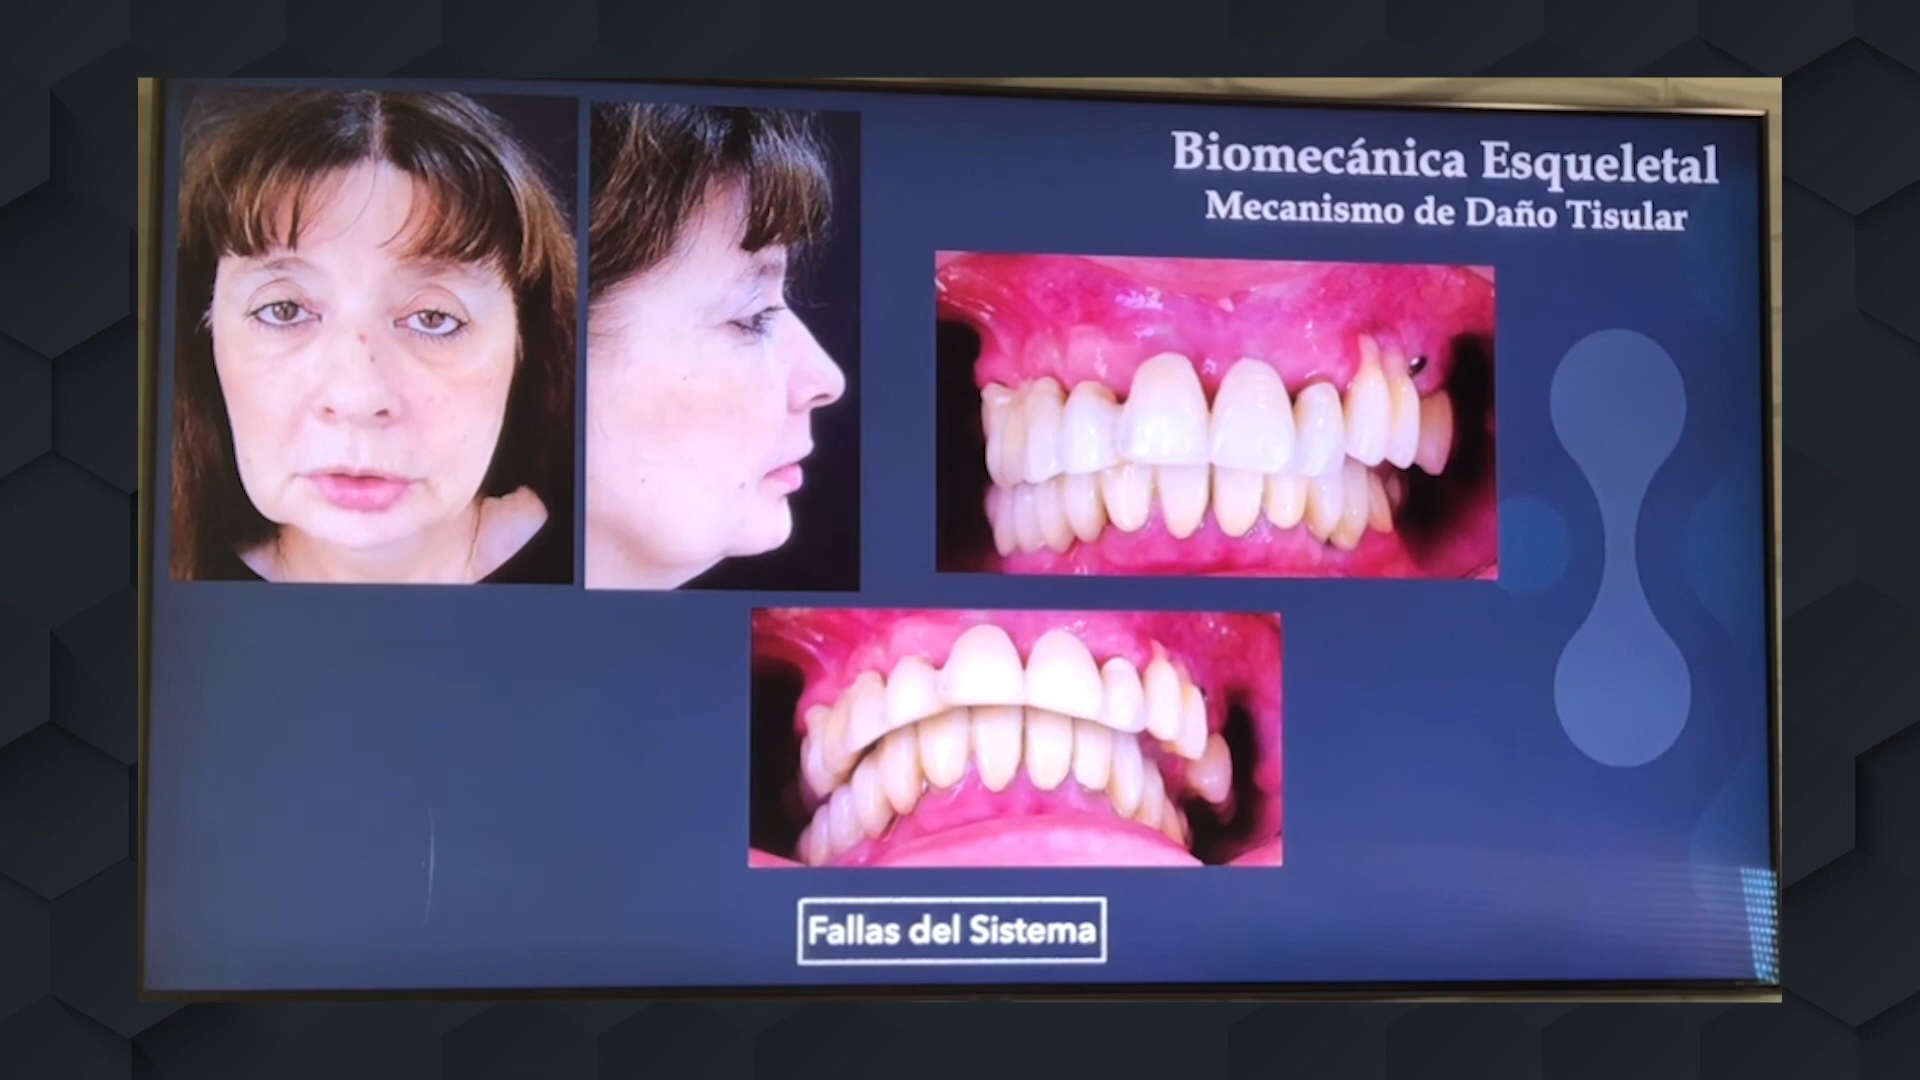 Biomecánica Esqueletal
Mecanismo de Daño Tisular
Fallas del Sistema